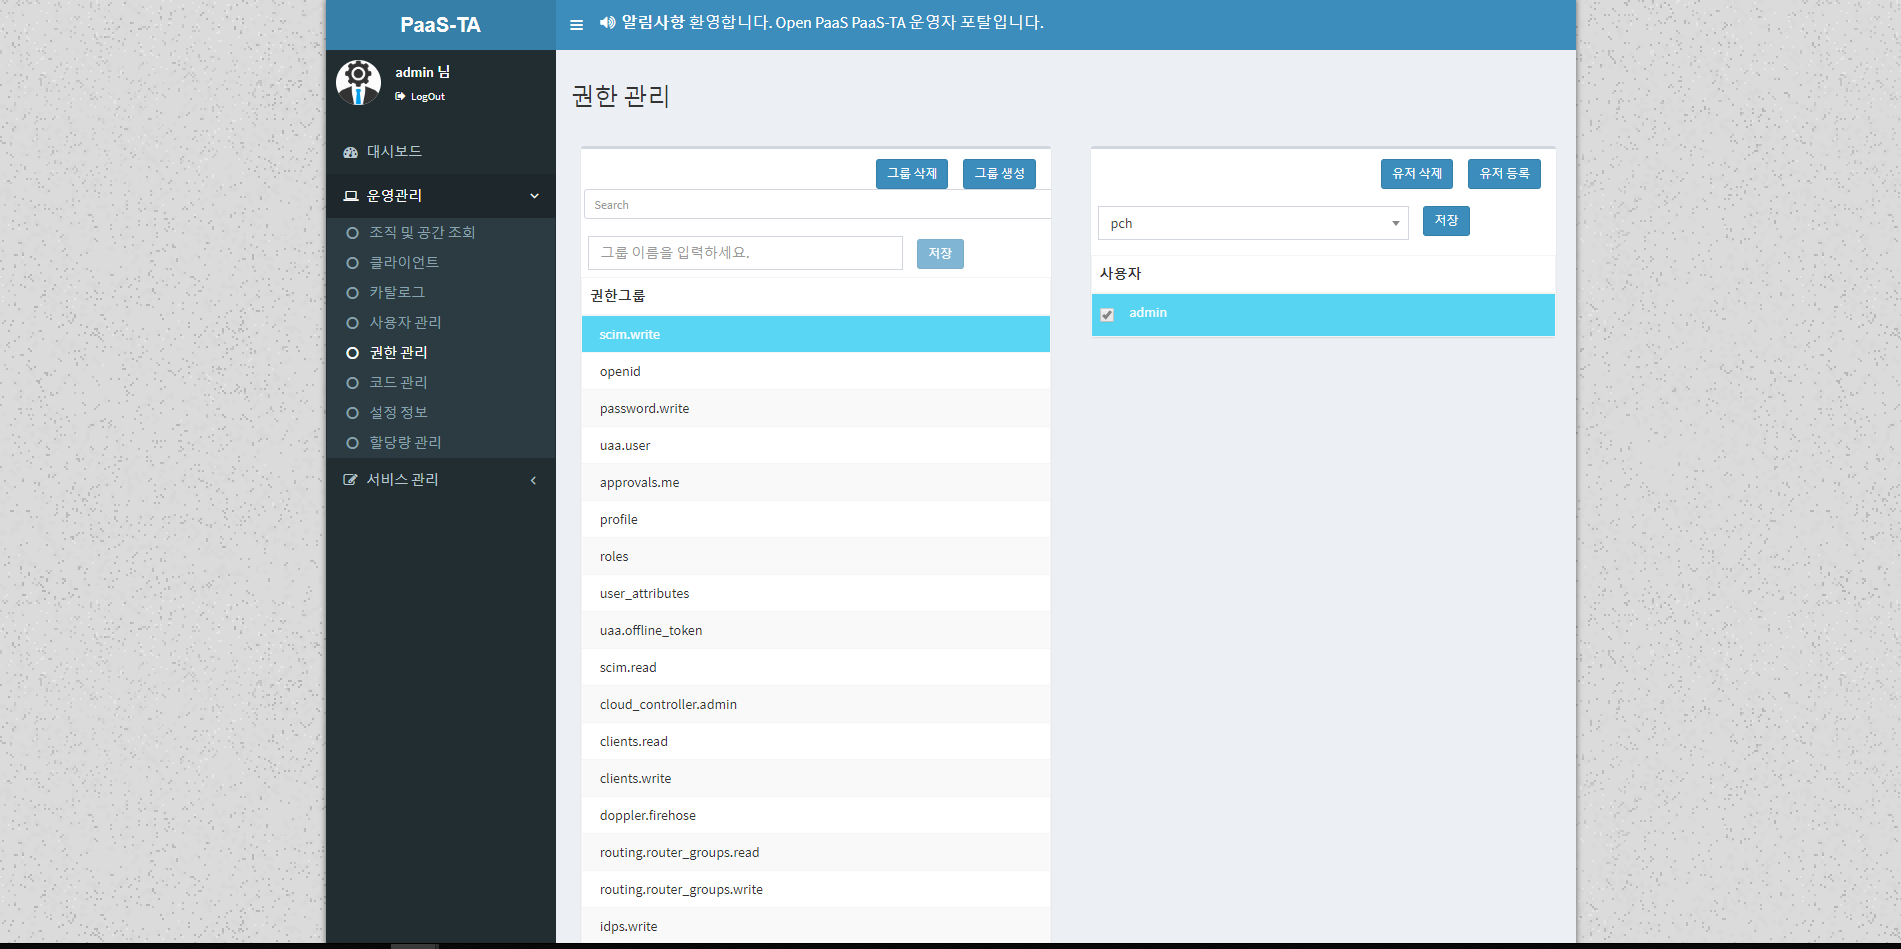 PaaS-TA
알림사항 환영합니다. Open PaaS PaaS-TA 운영자 포탈입니다.
admin 님
LogOut
대시보드
운영관리
조직 및 공간 조회
클라이언트
카탈로그
사용자 관리
권한 관리
코드 관리
설정 정보
할당량 관리
서비스 관리
권한 관리
그룹 삭제 그룹 생성
Search
그룹 이름을 입력하세요. 저장
권한그룹
scim.write
openid
password.write
uaa.user
approvals.me
profile
roles
user_attributes
uaa.offline_token
scim.read
cloud_controller.admin
clients.read
clients.write
doppler.firehose
routing.router_groups.read
routing.router_groups.write
idps.write
유저 삭제 유저 등록
pch 저장
사용자
admin